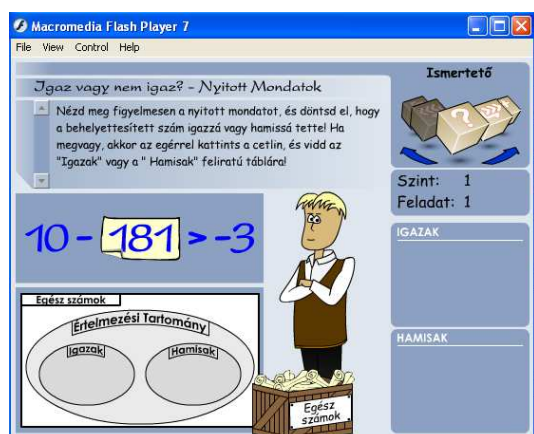 Macromedia Flash Player 7
File View Control Help
Igaz vagy nem igaz? - Nyitott Mondatok
Nézd meg figyelmesen a nyitott mondatot, és döntsd el, hogy
a behelyettesített szám igazzá vagy hamissá tette! Ha
megvagy, akkor az egérrel kattints a cetlin, és vidd az
"Igazak" vagy a " Hamisak" feliratú táblára!
10 - 181 > -3
Egész számok
Értelmezési Tartomány
Igazak
Hamisak
Egész
számok
Ismertető
?
Szint: 1
Feladat: 1
IGAZAK
HAMISAK